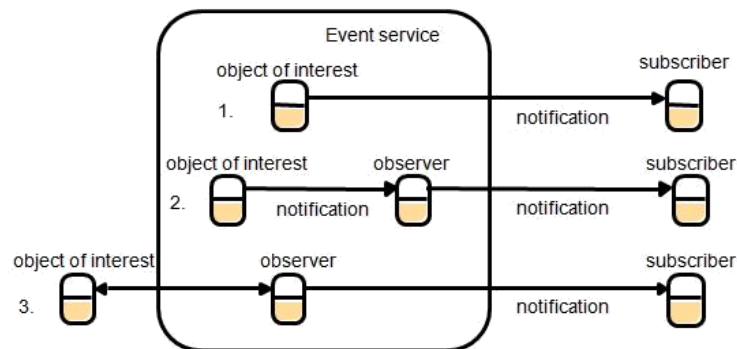 Event service
object of interest
subscriber
1.
notification
object of interest
observer
subscriber
2.
notification
notification
object of interest
observer
subscriber
3.
notification